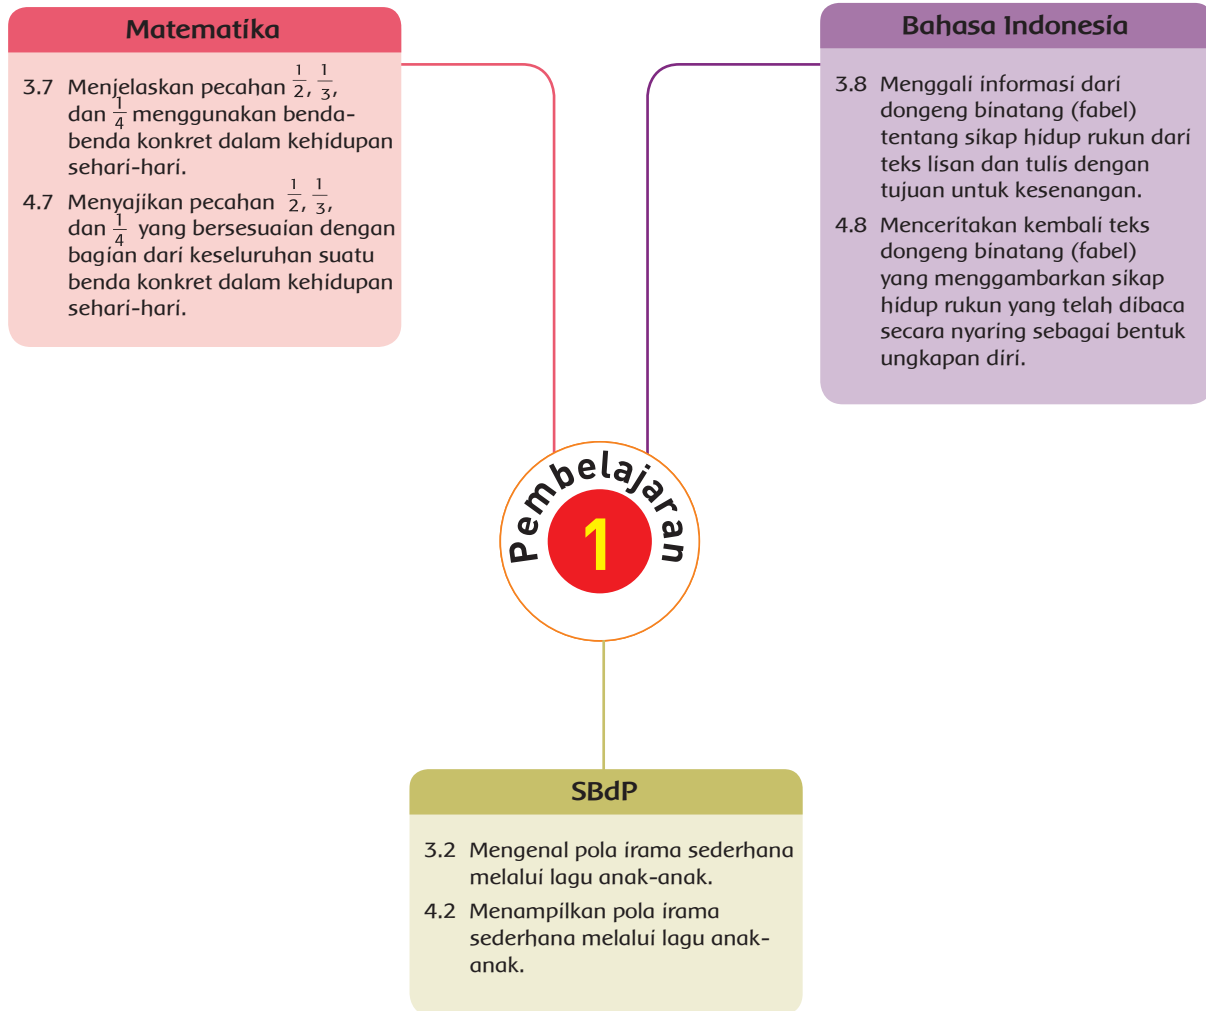 Matematika
3.7 Menjelaskan pecahan 1/2, 1/3,
dan 1/4 menggunakan benda-
benda konkret dalam kehidupan
sehari-hari.
4.7 Menyajikan pecahan 1/2, 1/3,
dan 1/4 yang bersesuaian dengan
bagian dari keseluruhan suatu
benda konkret dalam kehidupan
sehari-hari.
Bahasa Indonesia
3.8 Menggali informasi dari
dongeng binatang (fabel)
tentang sikap hidup rukun dari
teks lisan dan tulis dengan
tujuan untuk kesenangan.
4.8 Menceritakan kembali teks
dongeng binatang (fabel)
yang menggambarkan sikap
hidup rukun yang telah dibaca
secara nyaring sebagai bentuk
ungkapan diri.
Pembelajaran
1
SBdP
3.2 Mengenal pola irama sederhana
melalui lagu anak-anak.
4.2 Menampilkan pola irama
sederhana melalui lagu anak-
anak.